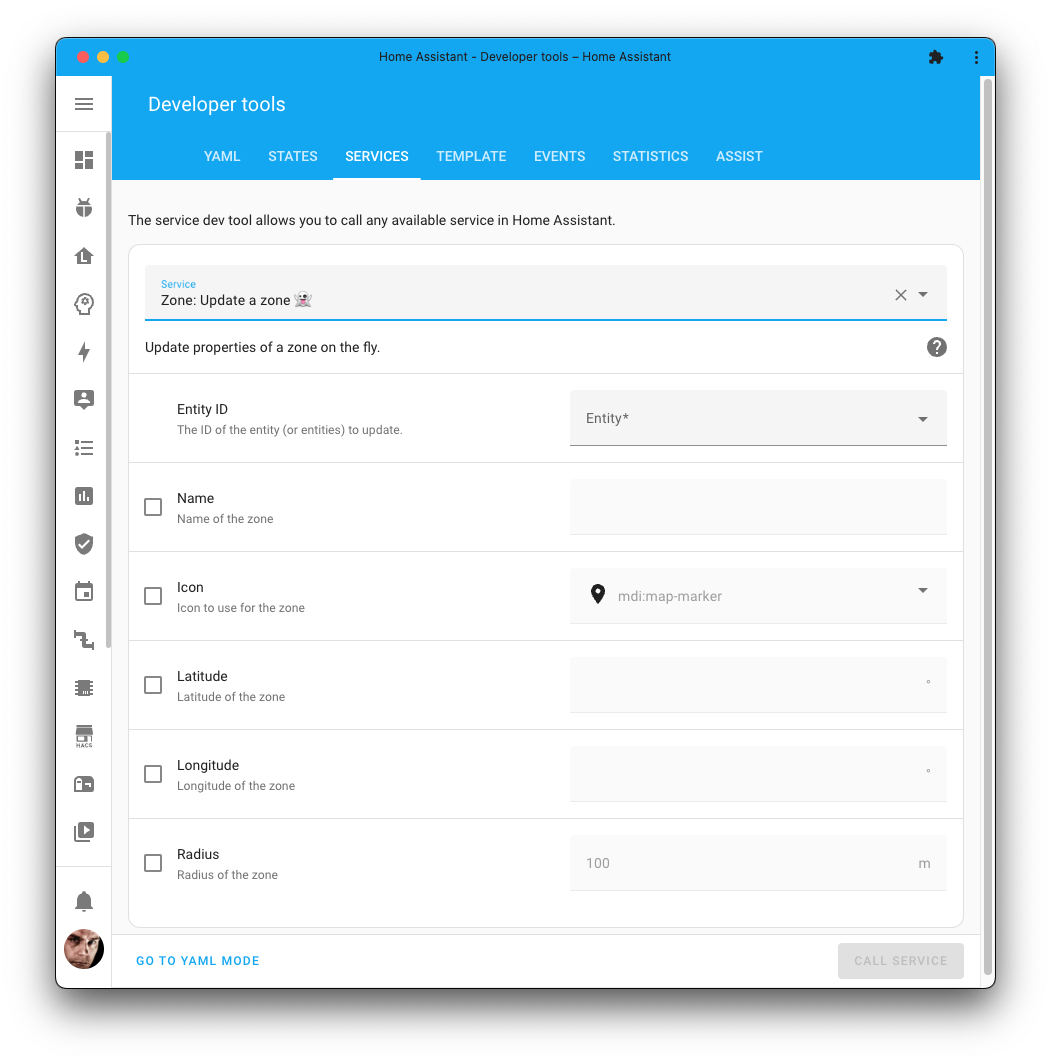 Home Assistant - Developer tools – Home Assistant
Developer tools
YAML STATES SERVICES TEMPLATE EVENTS STATISTICS ASSIST
The service dev tool allows you to call any available service in Home Assistant.
Service
Zone: Update a zone 👻
Update properties of a zone on the fly.
Entity ID
The ID of the entity (or entities) to update.
Entity*
Name
Name of the zone
Icon
Icon to use for the zone
mdi:map-marker
Latitude
Latitude of the zone
°
Longitude
Longitude of the zone
°
Radius
Radius of the zone
100 m
HACS
GO TO YAML MODE
CALL SERVICE